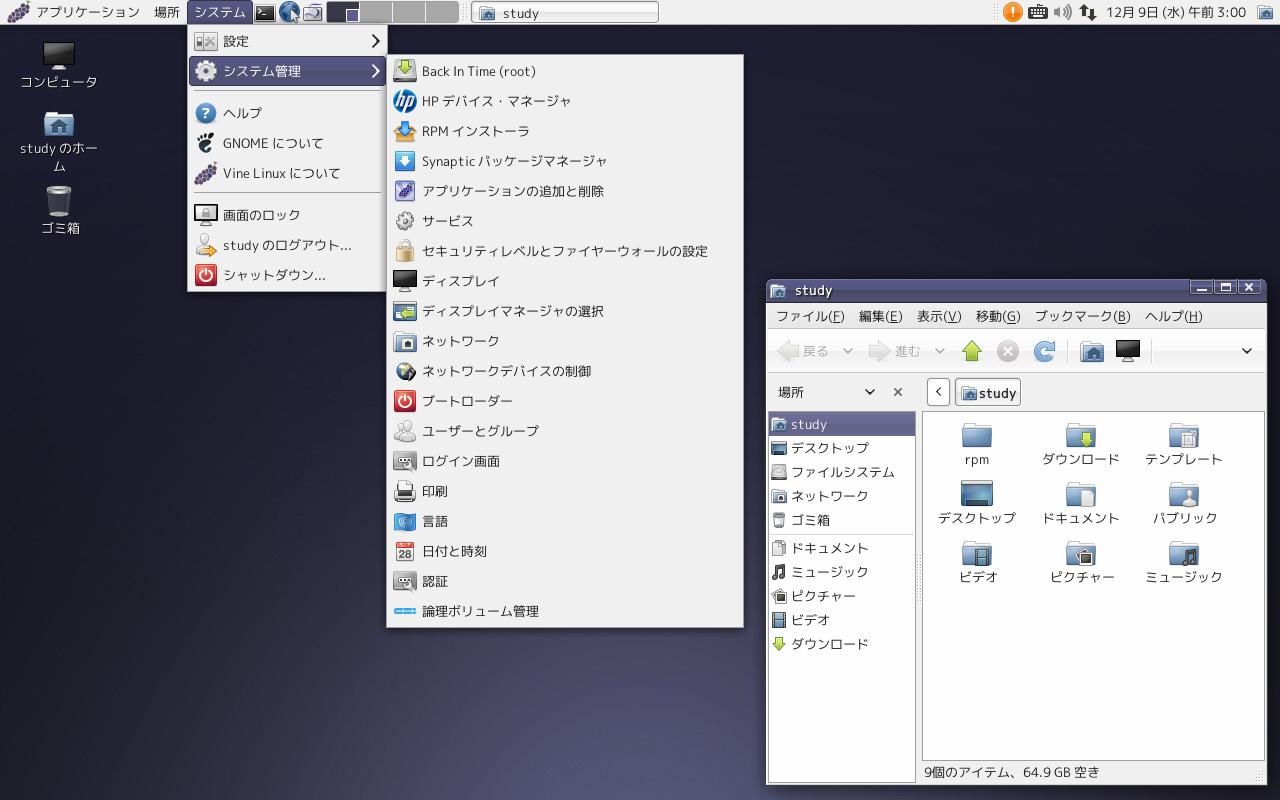 アプリケーション 場所 システム study 12月 9日 (水) 午前 3:00
コンピュータ
study のホー
ム
ゴミ箱
設定
システム管理
ヘルプ
GNOME について
Vine Linux について
画面のロック
study のログアウト...
シャットダウン...
Back In Time (root)
HP デバイス・マネージャ
RPM インストーラ
Synaptic パッケージマネージャ
アプリケーションの追加と削除
サービス
セキュリティレベルとファイヤーウォールの設定
ディスプレイ
ディスプレイマネージャの選択
ネットワーク
ネットワークデバイスの制御
ブートローダー
ユーザーとグループ
ログイン画面
印刷
言語
28
日付と時刻
認証
論理ボリューム管理
study
ファイル(F) 編集(E) 表示(V) 移動(G) ブックマーク(B) ヘルプ(H)
戻る 進む
場所
study
study
デスクトップ
ファイルシステム
ネットワーク
ゴミ箱
ドキュメント
ミュージック
ピクチャー
ビデオ
ダウンロード
rpm ダウンロード テンプレート
デスクトップ ドキュメント パブリック
ビデオ ピクチャー ミュージック
9個のアイテム、64.9 GB 空き